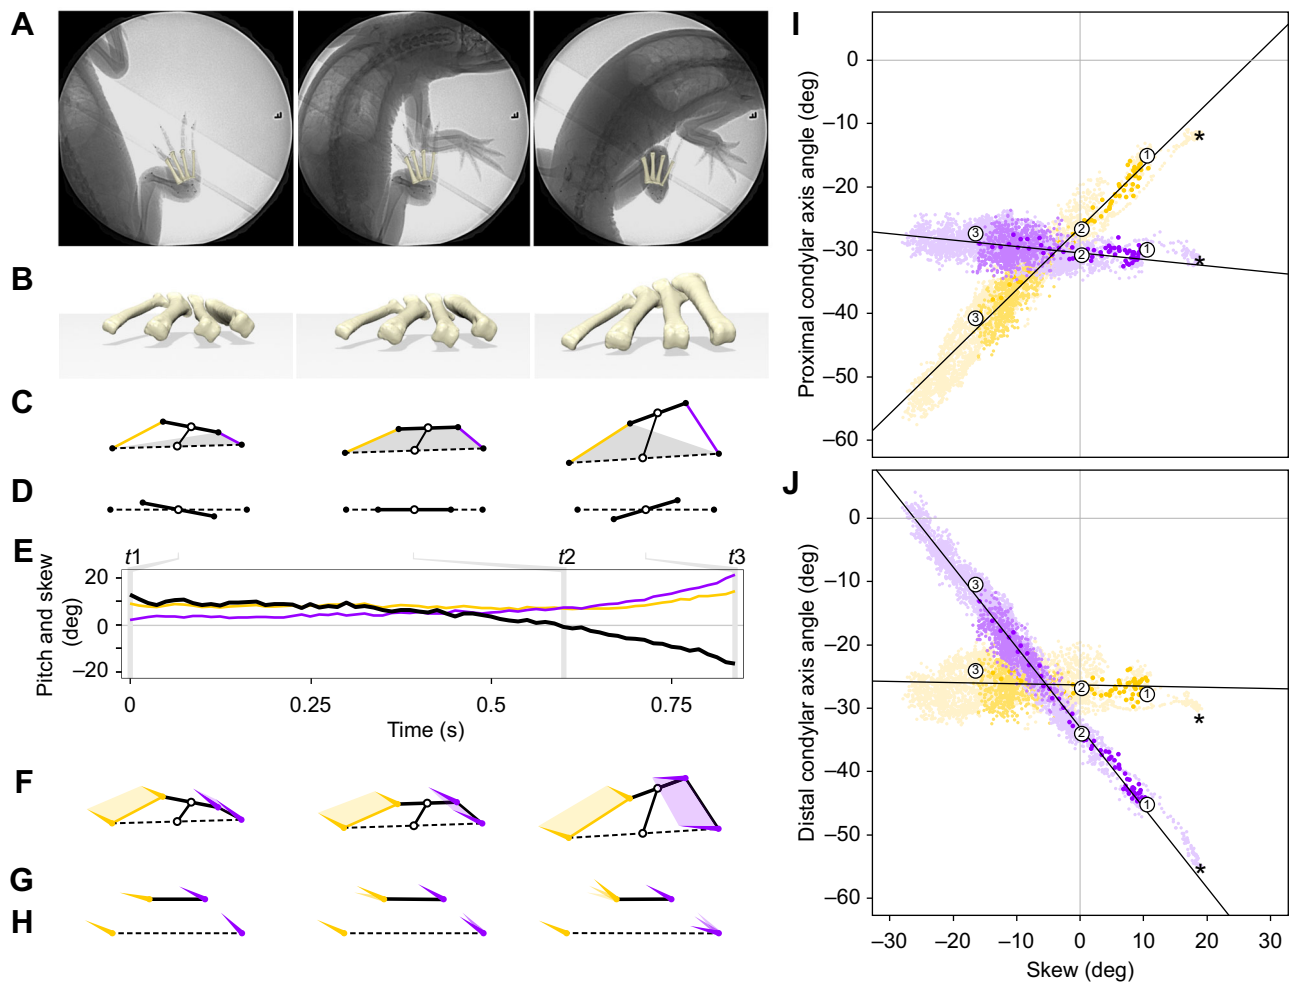 A
B
C
D
E
t1
t2
t3
Pitch and skew
(deg)
20
0
–20
0
0.25
0.5
0.75
Time (s)
F
G
H
I
Proximal condylar axis angle (deg)
0
–10
–20
–30
–40
–50
–60
1
2
3
*
1
2
3
*
J
Distal condylar axis angle (deg)
0
–10
–20
–30
–40
–50
–60
3
2
1
*
3
2
1
*
–30
–20
–10
0
10
20
30
Skew (deg)